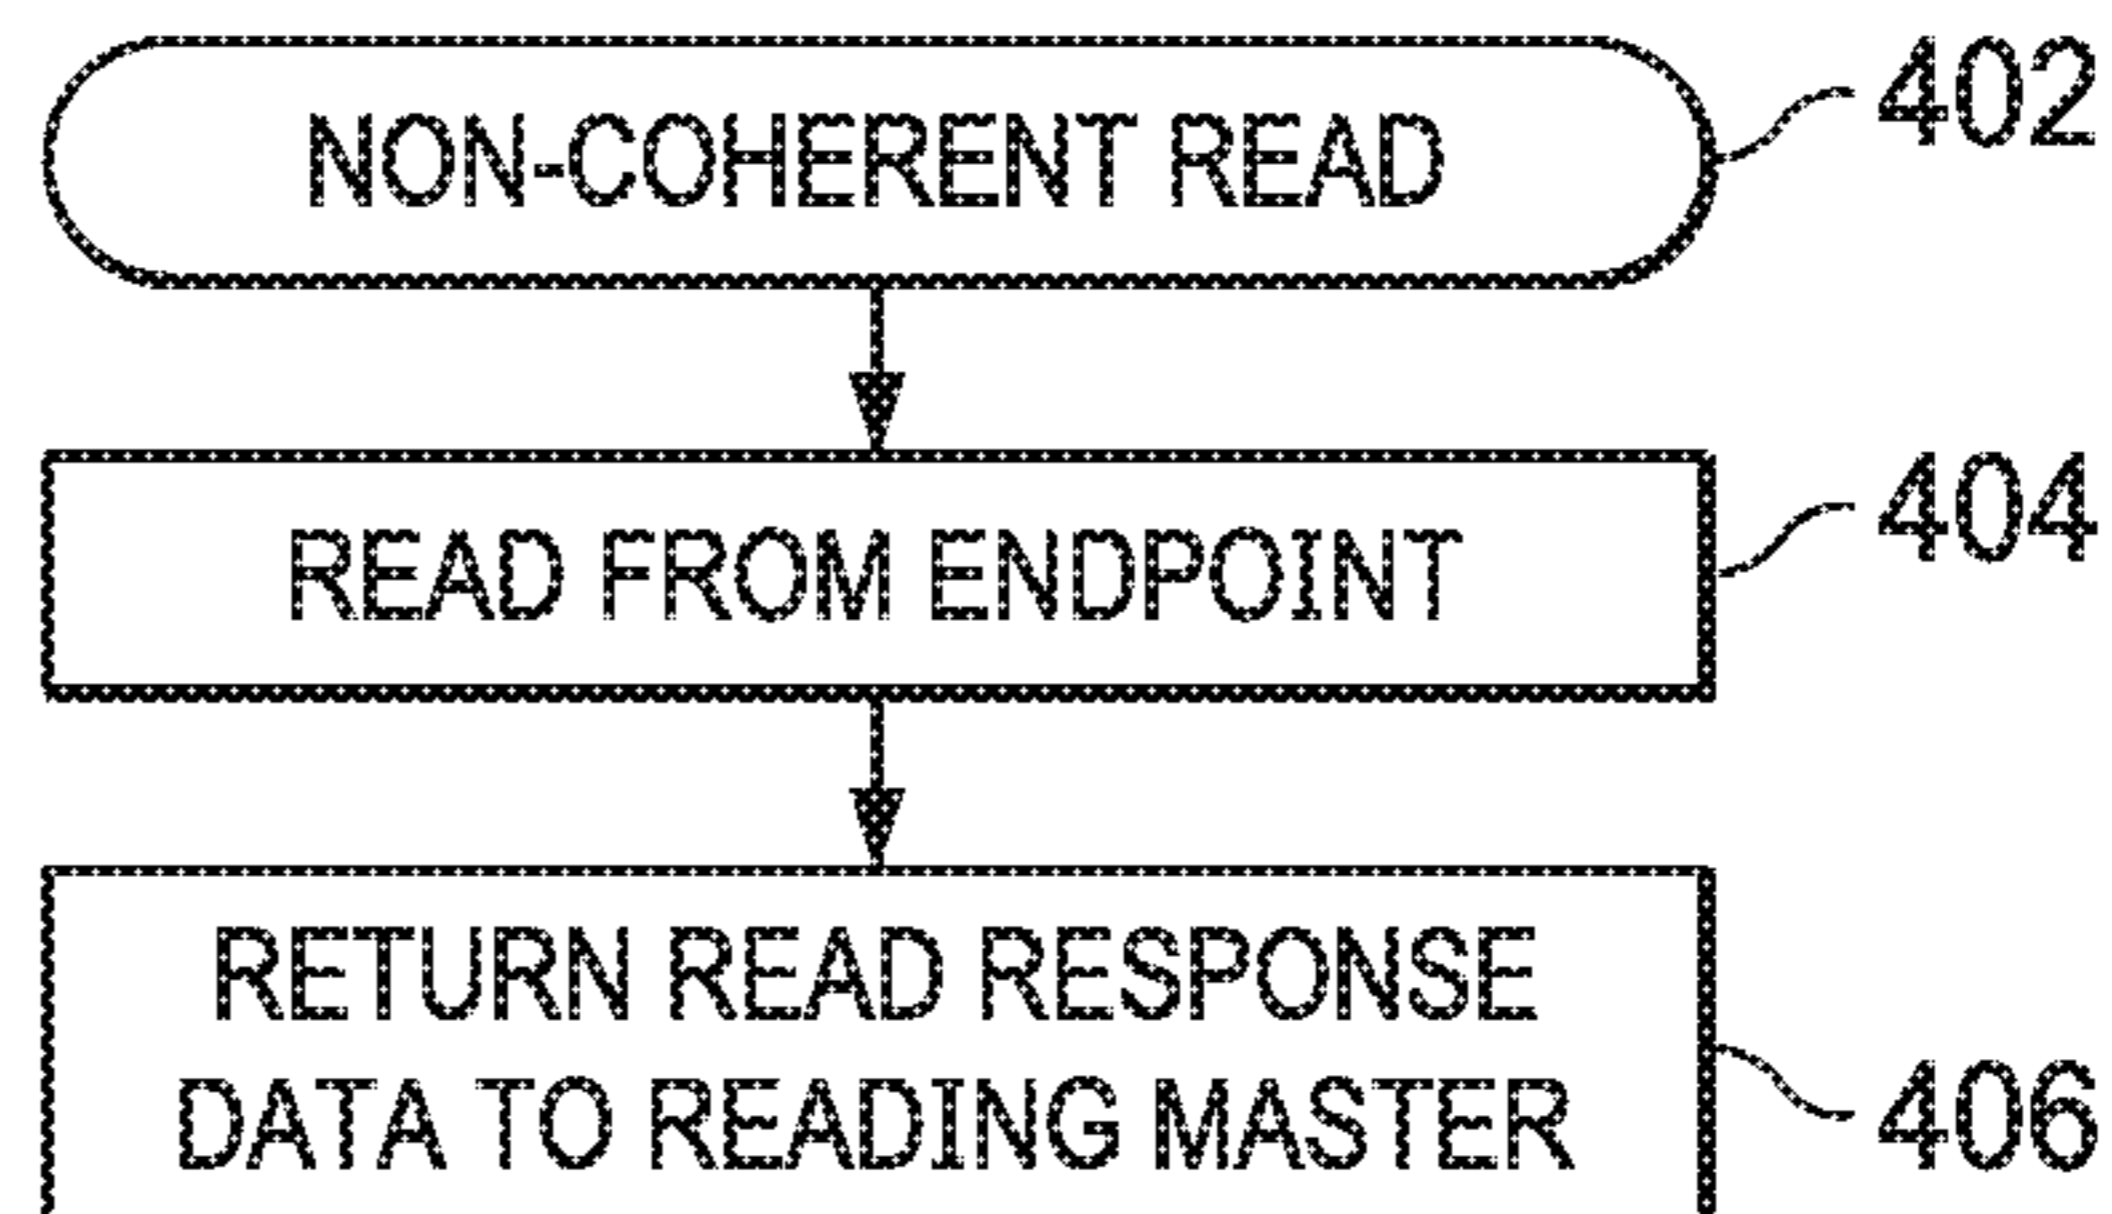 NON-COHERENT READ
402
READ FROM ENDPOINT
404
RETURN READ RESPONSE
DATA TO READING MASTER
406